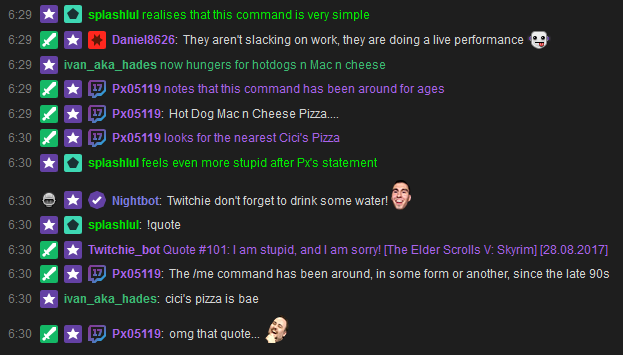 6:29 splashlul realises that this command is very simple
6:29 Daniel8626: They aren't slacking on work, they are doing a live performance
6:29 ivan_aka_hades now hungers for hotdogs n Mac n cheese
6:29 17 Px05119 notes that this command has been around for ages
6:29 17 Px05119: Hot Dog Mac n Cheese Pizza....
6:30 17 Px05119 looks for the nearest Cici's Pizza
6:30 splashlul feels even more stupid after Px's statement
6:30 Nightbot: Twitchie don't forget to drink some water!
6:30 splashlul: !quote
6:30 Twitchie_bot Quote #101: I am stupid, and I am sorry! [The Elder Scrolls V: Skyrim] [28.08.2017]
6:30 17 Px05119: The /me command has been around, in some form or another, since the late 90s
6:30 ivan_aka_hades: cici's pizza is bae
6:30 17 Px05119: omg that quote...